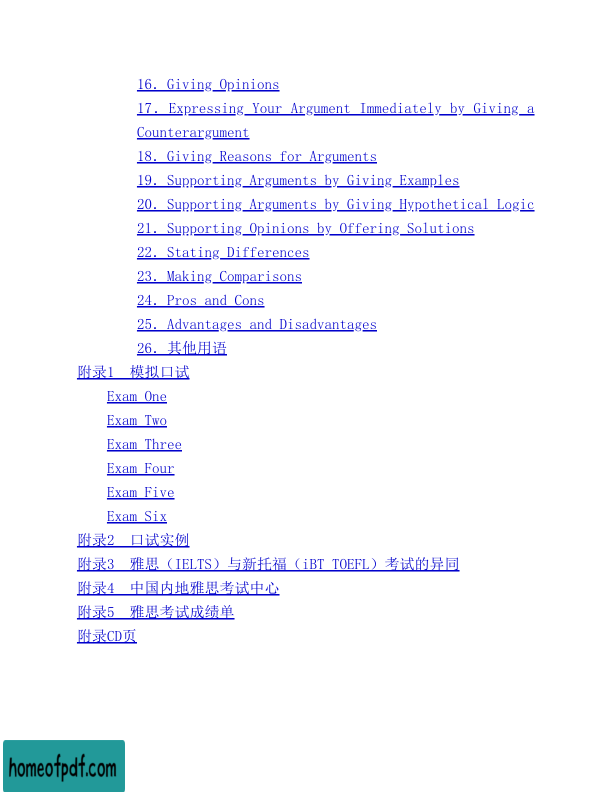 16. Giving Opinions
17. Expressing Your Argument Immediately by Giving a
Counterargument
18. Giving Reasons for Arguments
19. Supporting Arguments by Giving Examples
20. Supporting Arguments by Giving Hypothetical Logic
21. Supporting Opinions by Offering Solutions
22. Stating Differences
23. Making Comparisons
24. Pros and Cons
25. Advantages and Disadvantages
26. 其他用语
附录1 模拟口试
Exam One
Exam Two
Exam Three
Exam Four
Exam Five
Exam Six
附录2 口试实例
附录3 雅思（IELTS）与新托福（iBT TOEFL）考试的异同
附录4 中国内地雅思考试中心
附录5 雅思考试成绩单
附录CD页
homeofpdf.com